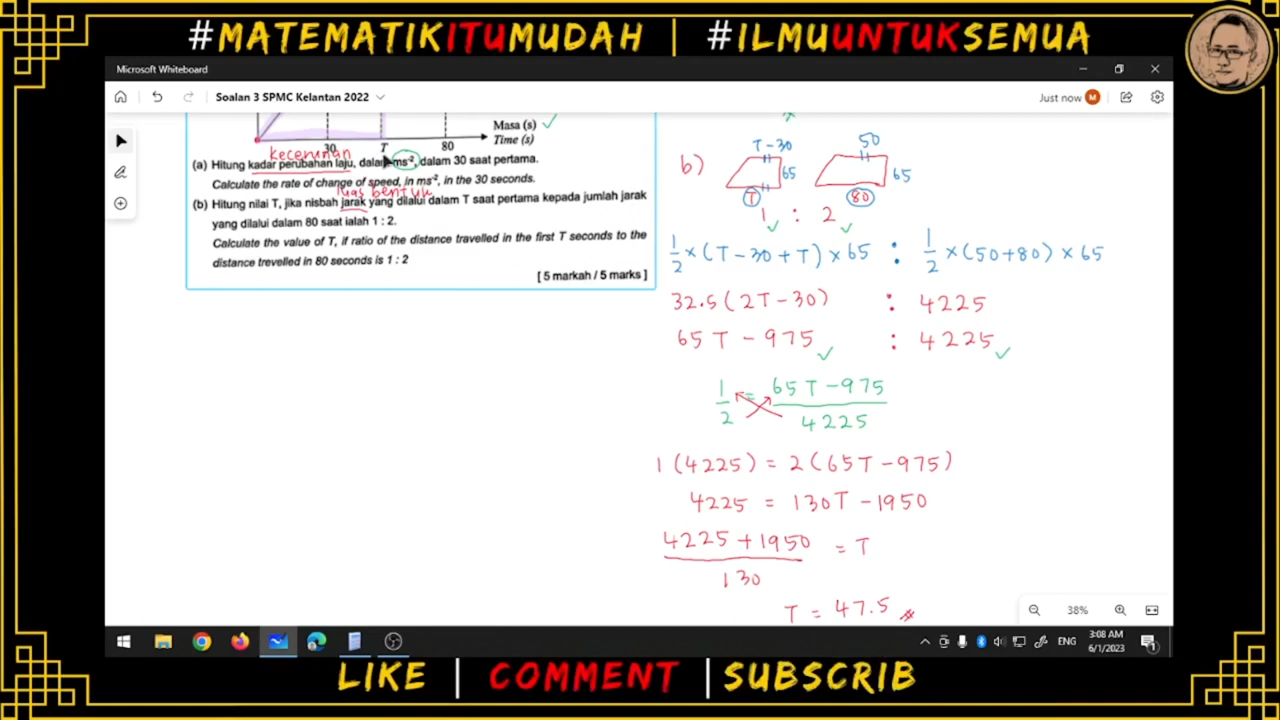 #MATEMATIKITUMUDAH | #ILMUUNTUKSEMUA
Microsoft Whiteboard
Soalan 3 SPMC Kelantan 2022
Just now M
Masa (s)
Time (s)
30 T 80
kecerunan
(a) Hitung kadar perubahan laju, dalam ms⁻², dalam 30 saat pertama.
Calculate the rate of change of speed, in ms⁻², in the 30 seconds.
luas bentuk
(b) Hitung nilai T, jika nisbah jarak yang dilalui dalam T saat pertama kepada jumlah jarak
yang dilalui dalam 80 saat ialah 1 : 2.
Calculate the value of T, if ratio of the distance travelled in the first T seconds to the
distance trevelled in 80 seconds is 1 : 2
[ 5 markah / 5 marks ]
b)
T - 30 50
65 65
T 80
1 : 2
1/2 × (T - 30 + T) × 65 : 1/2 × (50 + 80) × 65
32.5 (2T - 30) : 4225
65 T - 975 : 4225
1/2 = 65 T - 975 / 4225
1 (4225) = 2 (65T - 975)
4225 = 130T - 1950
4225 + 1950 / 130 = T
T = 47.5
38%
ENG
3:08 AM
6/1/2023
1
LIKE | COMMENT | SUBSCRIB